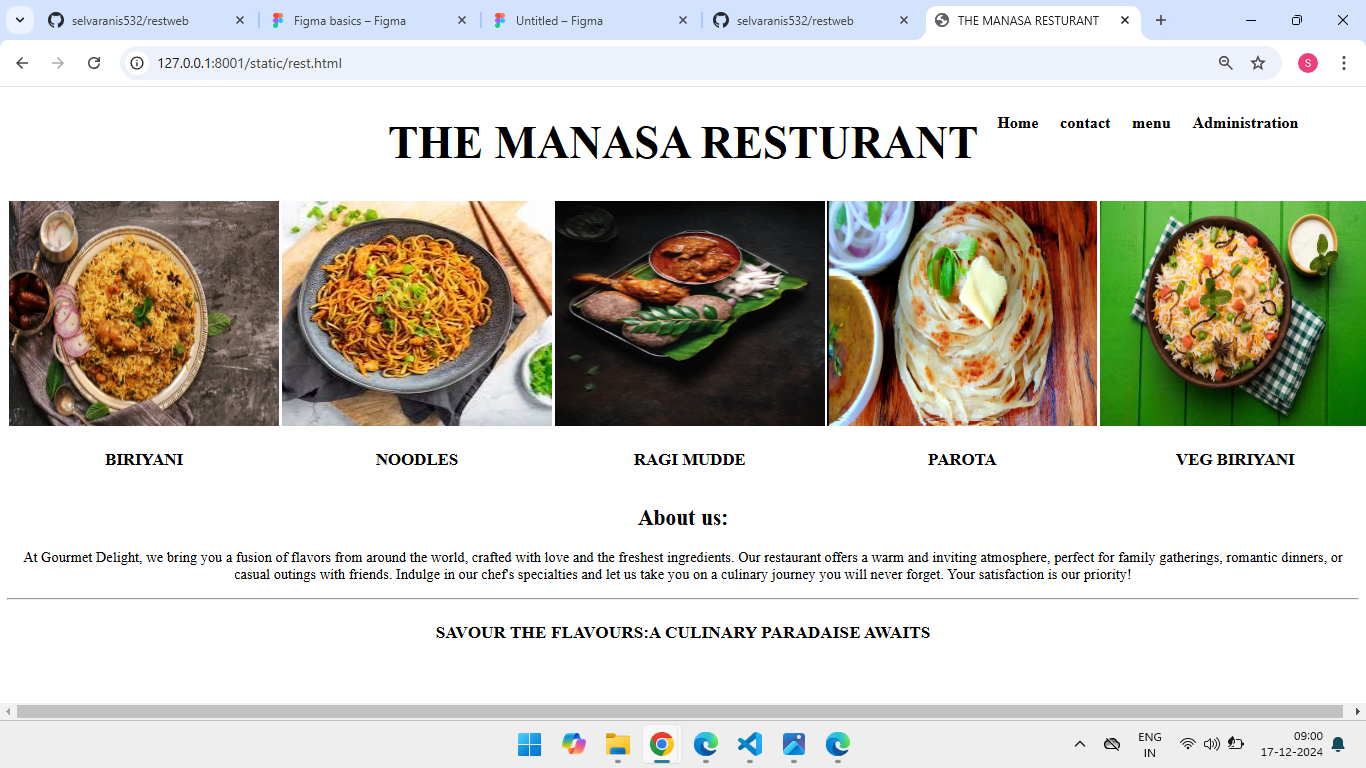 selvaranis532/restweb
Figma basics – Figma
Untitled – Figma
selvaranis532/restweb
THE MANASA RESTURANT
127.0.0.1:8001/static/rest.html
S
THE MANASA RESTURANT
Home contact menu Administration
BIRIYANI NOODLES RAGI MUDDE PAROTA VEG BIRIYANI
About us:
At Gourmet Delight, we bring you a fusion of flavors from around the world, crafted with love and the freshest ingredients. Our restaurant offers a warm and inviting atmosphere, perfect for family gatherings, romantic dinners, or
casual outings with friends. Indulge in our chef's specialties and let us take you on a culinary journey you will never forget. Your satisfaction is our priority!
SAVOUR THE FLAVOURS:A CULINARY PARADAISE AWAITS
ENG
IN
09:00
17-12-2024